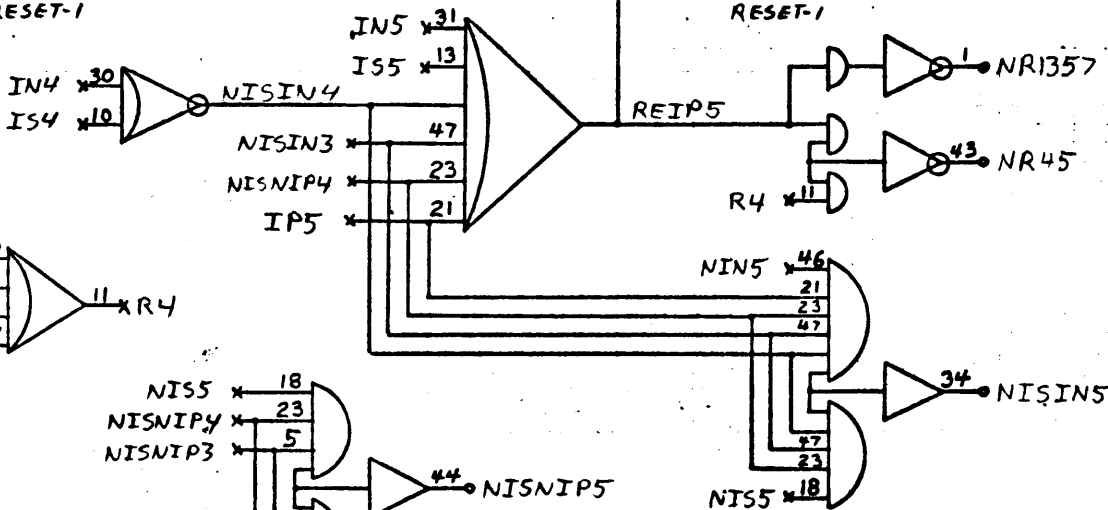 RESET-1
RESET-1
IN5 31
IS5 13
IN4 30
IS4 10
NISIN4
NISIN3 47
NISNIP4 23
IP5 21
REIP5
1 NR1357
43 NR45
R4 11
11 R4
NIN5 46
21
23
47
34 NISIN5
47
23
NIS5 18
NIS5 18
NISNIP4 23
NISNIP3 5
44 NISNIP5